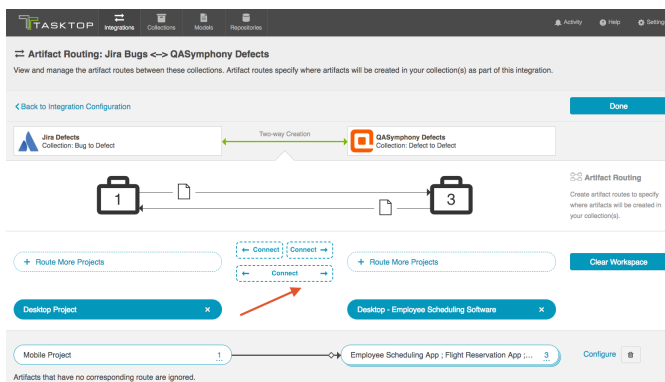 TASKTOP
Integrations
Collections
Models
Repositories
Activity
Help
Settings
Artifact Routing: Jira Bugs <--> QASymphony Defects
View and manage the artifact routes between these collections. Artifact routes specify where artifacts will be created in your collection(s) as part of this integration.
Back to Integration Configuration
Done
Jira Defects
Collection: Bug to Defect
Two-way Creation
QASymphony Defects
Collection: Defect to Defect
1
3
Artifact Routing
Create artifact routes to specify
where artifacts will be created in
your collection(s).
+ Route More Projects
← Connect
Connect →
← Connect →
+ Route More Projects
Clear Workspace
Desktop Project ×
Desktop - Employee Scheduling Software ×
Mobile Project 1
Employee Scheduling App ; Flight Reservation App ;... 3
Configure
Artifacts that have no corresponding route are ignored.